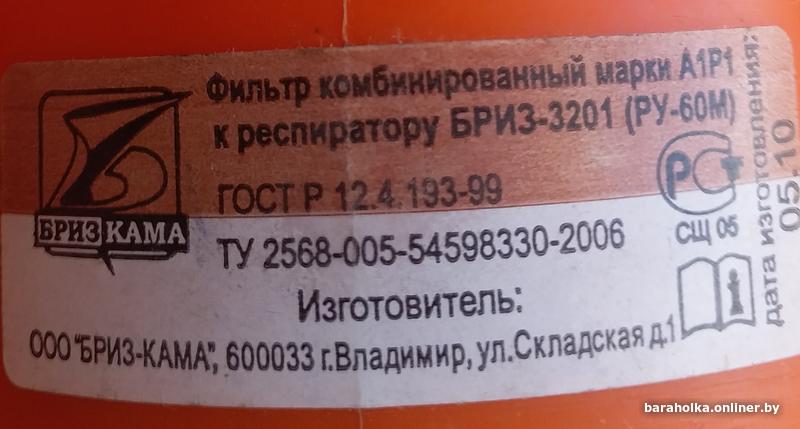 Фильтр комбинированный марки А1Р1
к респиратору БРИЗ-3201 (РУ-60М)
ГОСТ Р 12.4.193-99
БРИЗ КАМА
ТУ 2568-005-54598330-2006
Изготовитель:
ООО "БРИЗ-КАМА", 600033 г.Владимир, ул.Складская д.1
РС
СЩ 05
дата изготовления:
05.10
baraholka.onliner.by